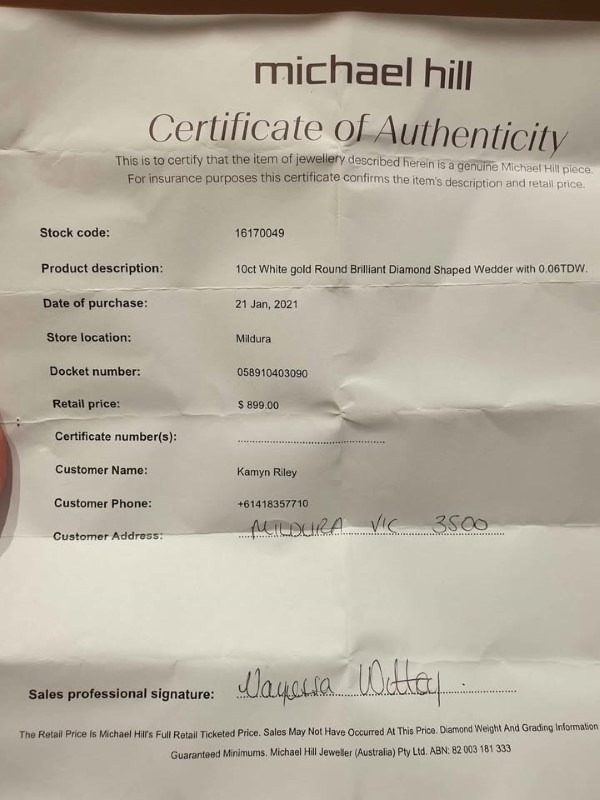 michael hill
Certificate of Authenticity
This is to certify that the item of jewellery described herein is a genuine Michael Hill piece.
For insurance purposes this certificate confirms the item's description and retail price.
Stock code: 16170049
Product description: 10ct White gold Round Brilliant Diamond Shaped Wedder with 0.06TDW.
Date of purchase: 21 Jan, 2021
Store location: Mildura
Docket number: 058910403090
Retail price: $ 899.00
Certificate number(s):
Customer Name: Kamyn Riley
Customer Phone: +61418357710
Customer Address: MILDURA VIC 3500
Sales professional signature:
The Retail Price Is Michael Hill's Full Retail Ticketed Price. Sales May Not Have Occurred At This Price. Diamond Weight And Grading Information
Guaranteed Minimums. Michael Hill Jeweller (Australia) Pty Ltd. ABN: 82 003 181 333